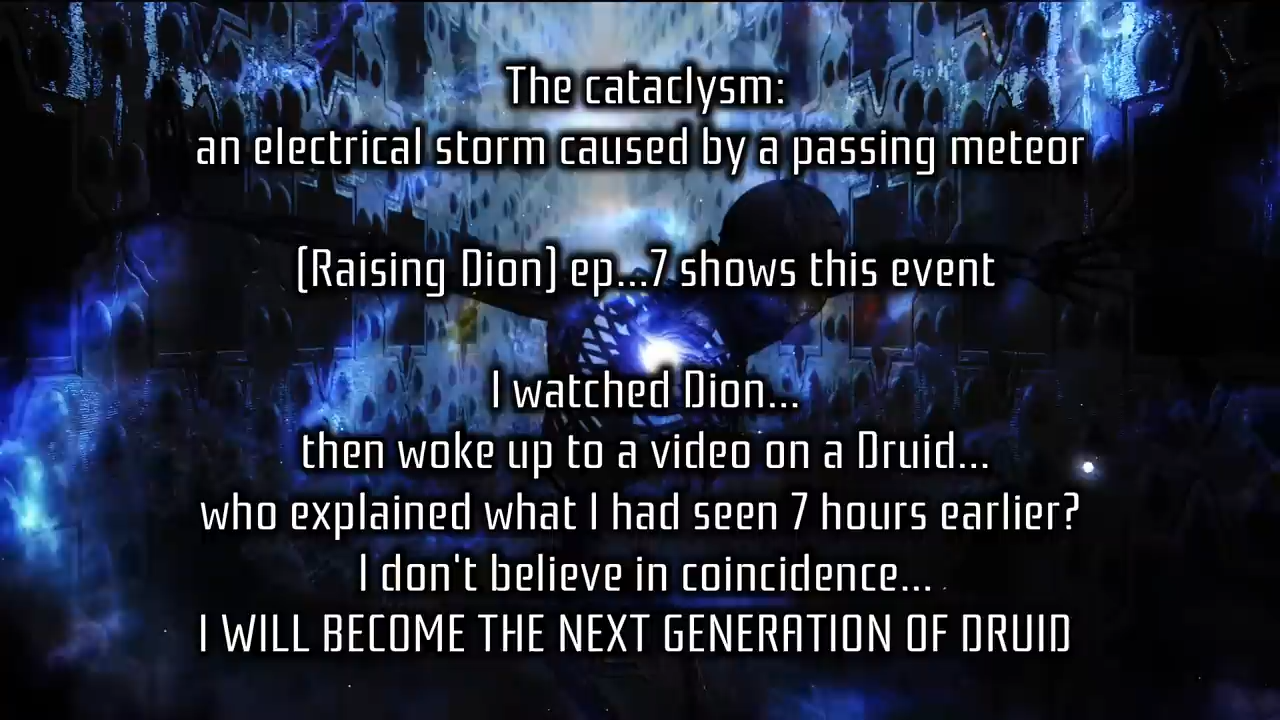 The cataclysm:
an electrical storm caused by a passing meteor
(Raising Dion) ep...7 shows this event
I watched Dion...
then woke up to a video on a Druid...
who explained what I had seen 7 hours earlier?
I don't believe in coincidence...
I WILL BECOME THE NEXT GENERATION OF DRUID